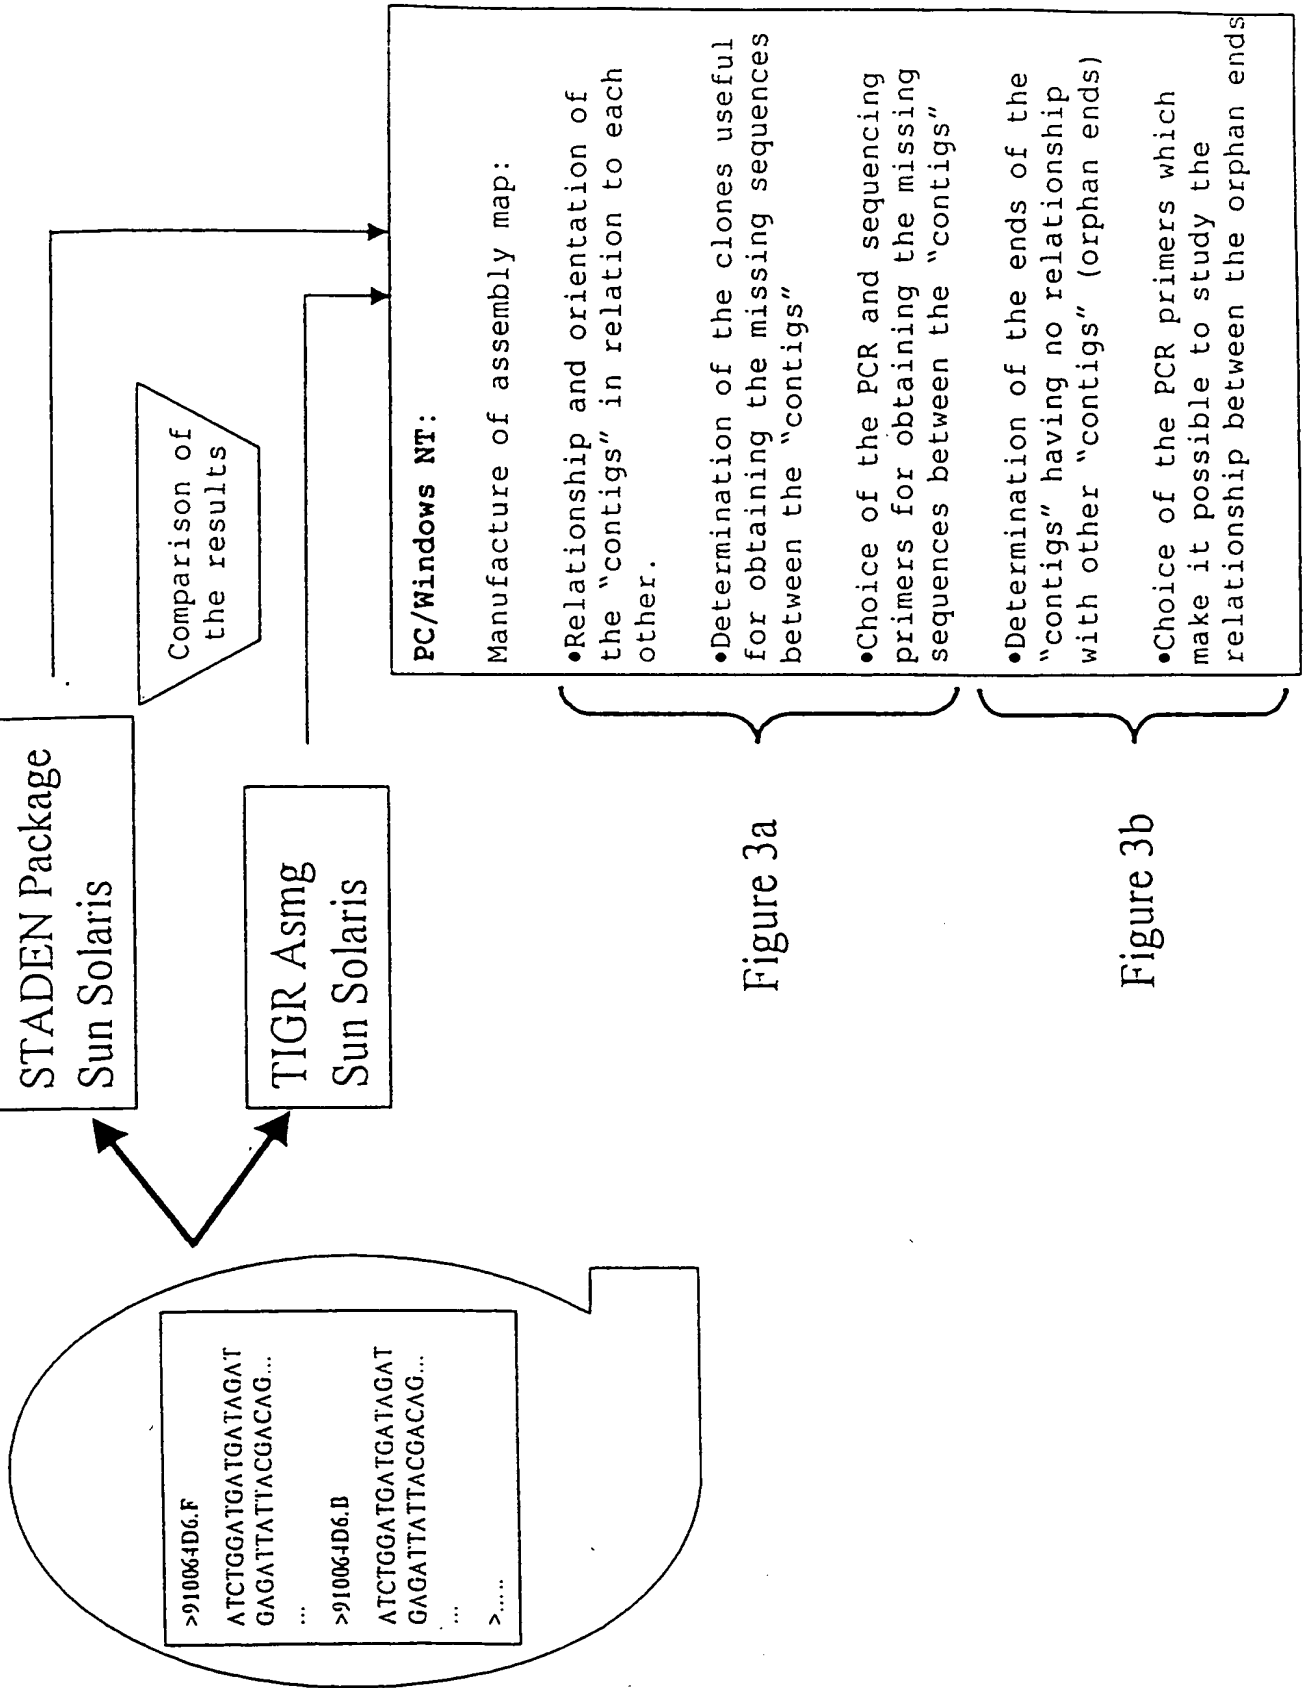 >910064D6.F
ATCTGGATGATGATAGAT
GAGATTATTACGACAG...
...
>910064D6.B
ATCTGGATGATGATAGAT
GAGATTATTACGACAG...
...
>.....
STADEN Package
Sun Solaris
TIGR Asmg
Sun Solaris
Comparison of
the results
PC/Windows NT:
Manufacture of assembly map:
•Relationship and orientation of
the "contigs" in relation to each
other.
•Determination of the clones useful
for obtaining the missing sequences
between the "contigs"
•Choice of the PCR and sequencing
primers for obtaining the missing
sequences between the "contigs"
•Determination of the ends of the
"contigs" having no relationship
with other "contigs" (orphan ends)
•Choice of the PCR primers which
make it possible to study the
relationship between the orphan ends
Figure 3a
Figure 3b